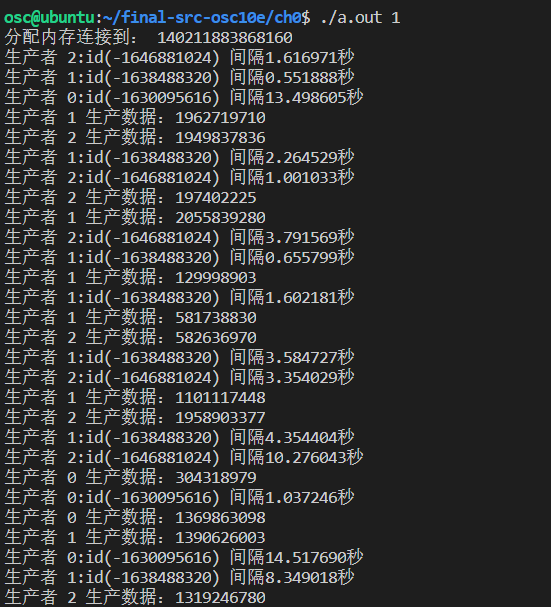 osc@ubuntu:~/final-src-osc10e/ch0$ ./a.out 1
分配内存连接到： 140211883868160
生产者 2:id(-1646881024) 间隔1.616971秒
生产者 1:id(-1638488320) 间隔0.551888秒
生产者 0:id(-1630095616) 间隔13.498605秒
生产者 1 生产数据：1962719710
生产者 2 生产数据：1949837836
生产者 1:id(-1638488320) 间隔2.264529秒
生产者 2:id(-1646881024) 间隔1.001033秒
生产者 2 生产数据：197402225
生产者 1 生产数据：2055839280
生产者 2:id(-1646881024) 间隔3.791569秒
生产者 1:id(-1638488320) 间隔0.655799秒
生产者 1 生产数据：129998903
生产者 1:id(-1638488320) 间隔1.602181秒
生产者 1 生产数据：581738830
生产者 2 生产数据：582636970
生产者 1:id(-1638488320) 间隔3.584727秒
生产者 2:id(-1646881024) 间隔3.354029秒
生产者 1 生产数据：1101117448
生产者 2 生产数据：1958903377
生产者 1:id(-1638488320) 间隔4.354404秒
生产者 2:id(-1646881024) 间隔10.276043秒
生产者 0 生产数据：304318979
生产者 0:id(-1630095616) 间隔1.037246秒
生产者 0 生产数据：1369863098
生产者 1 生产数据：1390626003
生产者 0:id(-1630095616) 间隔14.517690秒
生产者 1:id(-1638488320) 间隔8.349018秒
生产者 2 生产数据：1319246780